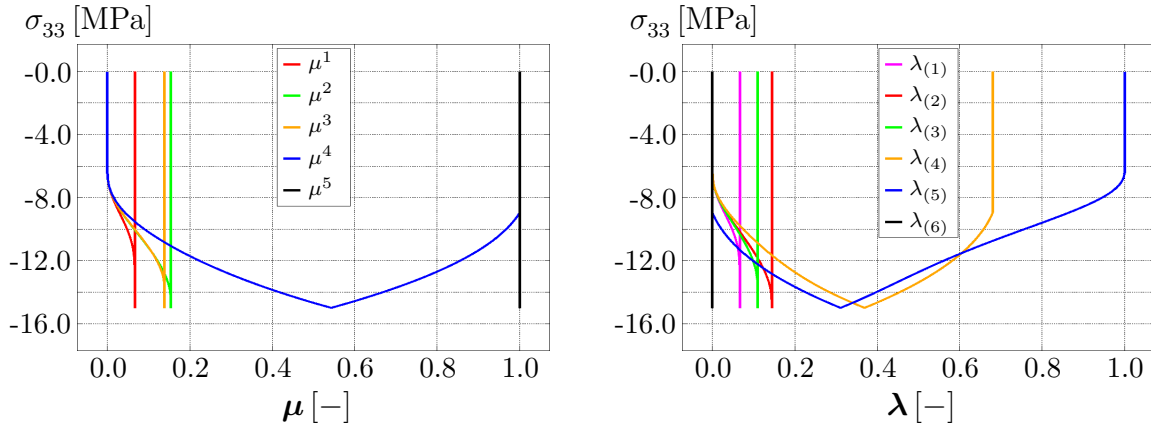 σ₃₃ [MPa]
-0.0
-4.0
-8.0
-12.0
-16.0
μ¹
μ²
μ³
μ⁴
μ⁵
0.0 0.2 0.4 0.6 0.8 1.0
μ [−]
σ₃₃ [MPa]
-0.0
-4.0
-8.0
-12.0
-16.0
λ₍₁₎
λ₍₂₎
λ₍₃₎
λ₍₄₎
λ₍₅₎
λ₍₆₎
0.0 0.2 0.4 0.6 0.8 1.0
λ [−]